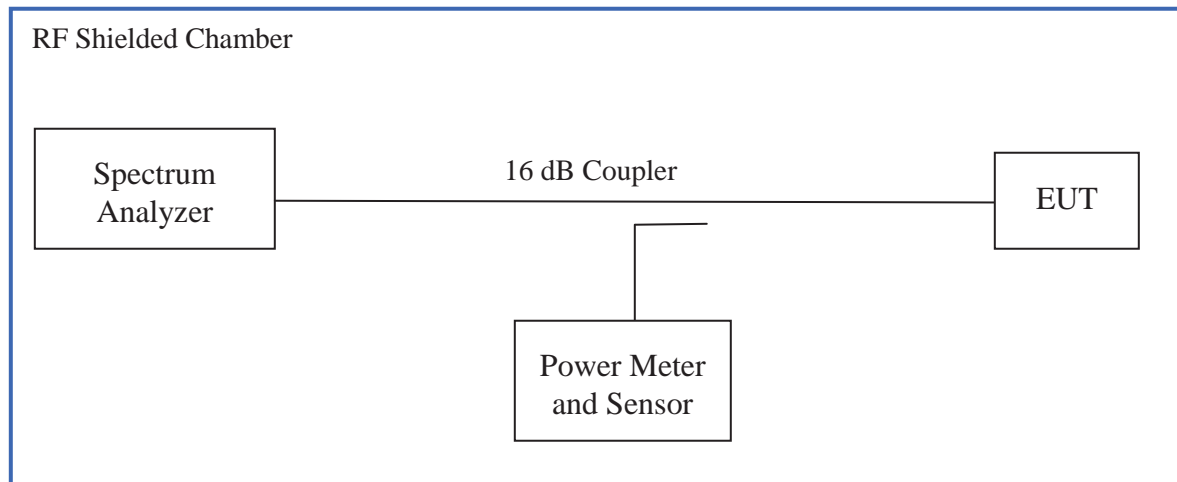 RF Shielded Chamber
16 dB Coupler
Spectrum
Analyzer
EUT
Power Meter
and Sensor